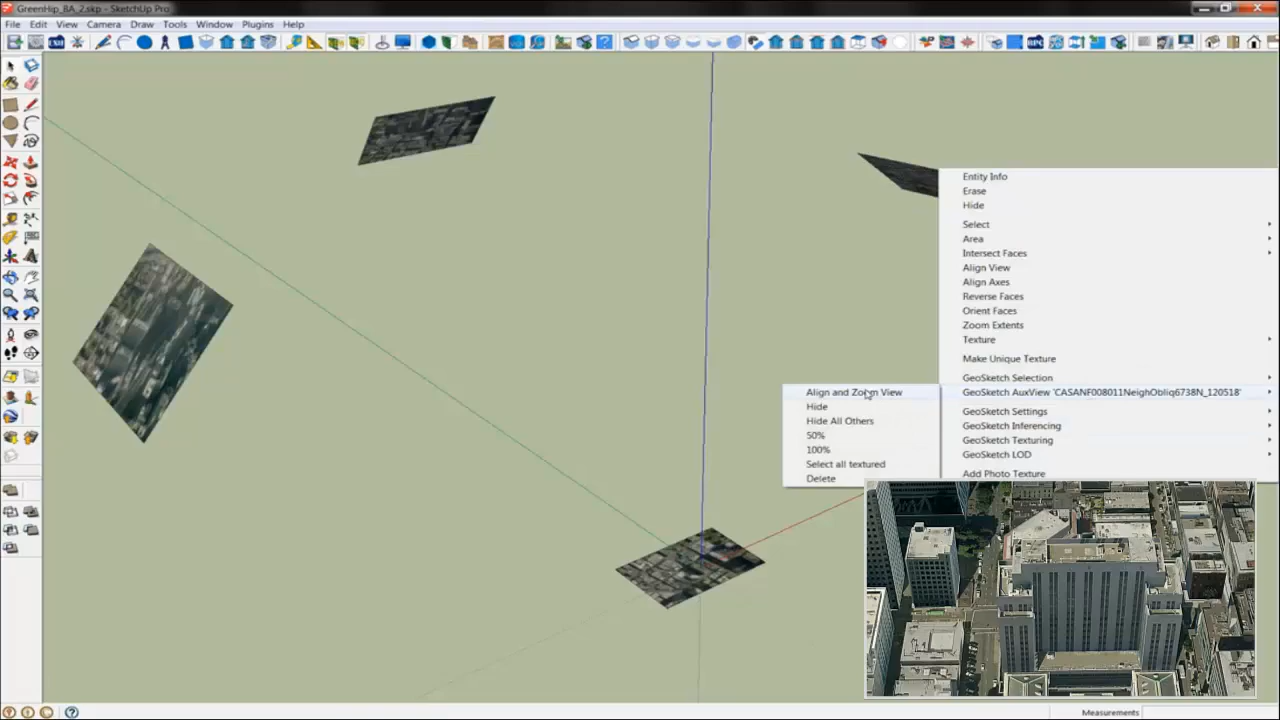 GreenHip_BA_2.skp - SketchUp Pro
File Edit View Camera Draw Tools Window Plugins Help
Entity Info
Erase
Hide
Select
Area
Intersect Faces
Align View
Align Axes
Reverse Faces
Orient Faces
Zoom Extents
Texture
Make Unique Texture
GeoSketch Selection
Align and Zoom View
GeoSketch AuxView 'CASANF008011NeighObliq6738N_120518'
Hide
GeoSketch Settings
Hide All Others
GeoSketch Inferencing
50%
GeoSketch Texturing
100%
GeoSketch LOD
Select all textured
Add Photo Texture
Delete
Measurements